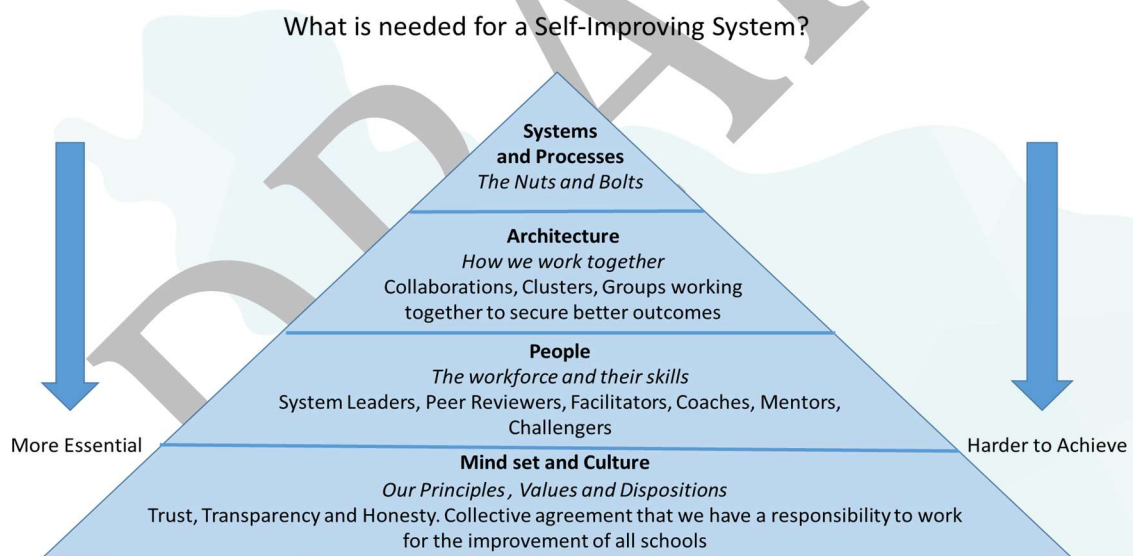 What is needed for a Self-Improving System?
Systems
and Processes
The Nuts and Bolts
Architecture
How we work together
Collaborations, Clusters, Groups working
together to secure better outcomes
People
The workforce and their skills
System Leaders, Peer Reviewers, Facilitators, Coaches, Mentors,
Challengers
More Essential
Harder to Achieve
Mind set and Culture
Our Principles , Values and Dispositions
Trust, Transparency and Honesty. Collective agreement that we have a responsibility to work
for the improvement of all schools